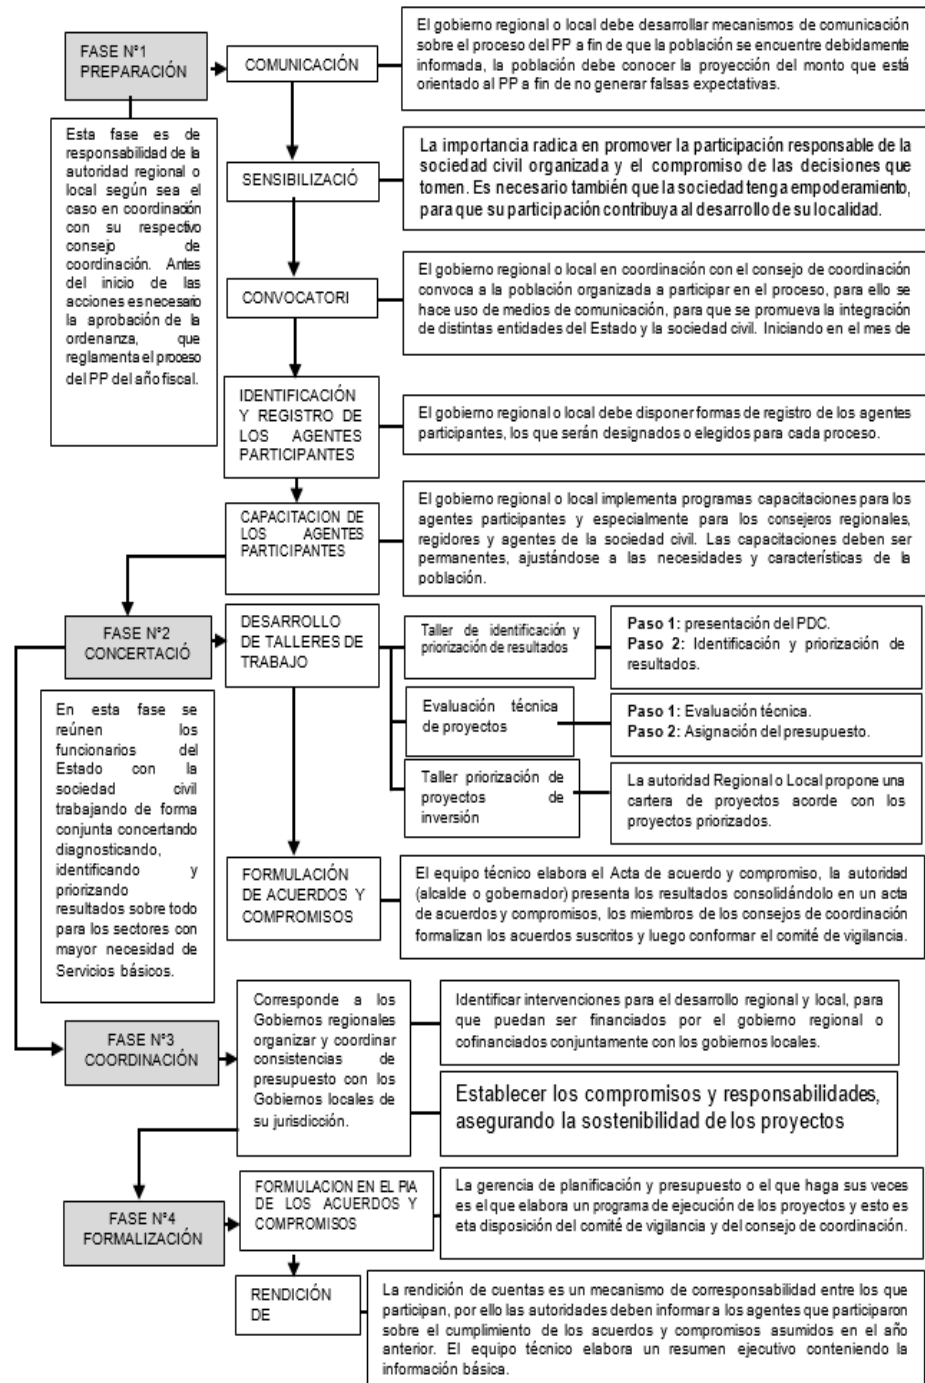 FASE N°1
PREPARACIÓN
COMUNICACIÓN
El gobierno regional o local debe desarrollar mecanismos de comunicación
sobre el proceso del PP a fin de que la población se encuentre debidamente
informada, la población debe conocer la proyección del monto que está
orientado al PP a fin de no generar falsas expectativas.
Esta fase es de
responsabilidad de la
autoridad regional o
local según sea el
caso en coordinación
con su respectivo
consejo de
coordinación. Antes
del inicio de las
acciones es necesario
la aprobación de la
ordenanza, que
reglamenta el proceso
del PP del año fiscal.
SENSIBILIZACIÓ
La importancia radica en promover la participación responsable de la
sociedad civil organizada y el compromiso de las decisiones que
tomen. Es necesario también que la sociedad tenga empoderamiento,
para que su participación contribuya al desarrollo de su localidad.
CONVOCATORI
El gobierno regional o local en coordinación con el consejo de coordinación
convoca a la población organizada a participar en el proceso, para ello se
hace uso de medios de comunicación, para que se promueva la integración
de distintas entidades del Estado y la sociedad civil. Iniciando en el mes de
IDENTIFICACIÓN
Y REGISTRO DE
LOS AGENTES
PARTICIPANTES
El gobierno regional o local debe disponer formas de registro de los agentes
participantes, los que serán designados o elegidos para cada proceso.
CAPACITACION DE
LOS AGENTES
PARTICIPANTES
El gobierno regional o local implementa programas capacitaciones para los
agentes participantes y especialmente para los consejeros regionales,
regidores y agentes de la sociedad civil. Las capacitaciones deben ser
permanentes, ajustándose a las necesidades y características de la
población.
FASE N°2
CONCERTACIÓ
DESARROLLO
DE TALLERES DE
TRABAJO
Taller de identificación y
priorización de resultados
Paso 1: presentación del PDC.
Paso 2: Identificación y priorización de
resultados.
En esta fase se
reúnen los
funcionarios del
Estado con la
sociedad civil
trabajando de forma
conjunta concertando
diagnosticando,
identificando y
priorizando
resultados sobre todo
para los sectores con
mayor necesidad de
Servicios básicos.
Evaluación técnica
de proyectos
Paso 1: Evaluación técnica.
Paso 2: Asignación del presupuesto.
Taller priorización de
proyectos de
inversión
La autoridad Regional o Local propone una
cartera de proyectos acorde con los
proyectos priorizados.
FORMULACIÓN
DE ACUERDOS Y
COMPROMISOS
El equipo técnico elabora el Acta de acuerdo y compromiso, la autoridad
(alcalde o gobernador) presenta los resultados consolidándolo en un acta
de acuerdos y compromisos, los miembros de los consejos de coordinación
formalizan los acuerdos suscritos y luego conformar el comité de vigilancia.
FASE N°3
COORDINACIÓN
Corresponde a los
Gobiernos regionales
organizar y coordinar
consistencias de
presupuesto con los
Gobiernos locales de
su jurisdicción.
Identificar intervenciones para el desarrollo regional y local, para
que puedan ser financiados por el gobierno regional o
cofinanciados conjuntamente con los gobiernos locales.
Establecer los compromisos y responsabilidades,
asegurando la sostenibilidad de los proyectos
FASE N°4
FORMALIZACIÓN
FORMULACION EN EL PIA
DE LOS ACUERDOS Y
COMPROMISOS
La gerencia de planificación y presupuesto o el que haga sus veces
es el que elabora un programa de ejecución de los proyectos y esto es
eta disposición del comité de vigilancia y del consejo de coordinación.
RENDICIÓN
DE
La rendición de cuentas es un mecanismo de corresponsabilidad entre los que
participan, por ello las autoridades deben informar a los agentes que participaron
sobre el cumplimiento de los acuerdos y compromisos asumidos en el año
anterior. El equipo técnico elabora un resumen ejecutivo conteniendo la
información básica.